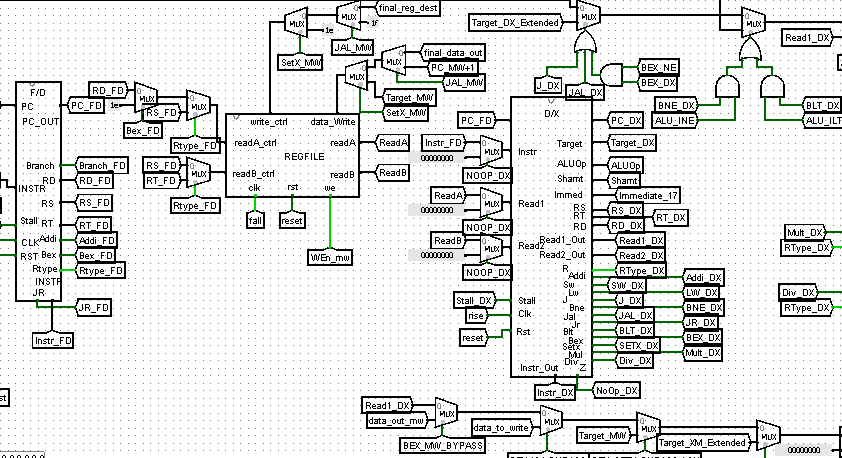 final_reg_dest
MUX
MUX
1e
JAL_MW
SetX_MW
final_data_out
PC_MW+1
MUX
JAL_MW
MUX
Target_MW
SetX_MW
Target_DX_Extended
MUX
BEX_NE
BEX_DX
J_DX
JAL_DX
MUX
Read1_DX
BNE_DX
ALU_INE
BLT_DX
ALU_ILT
F/D
PC
PC_OUT
Branch
RD
INSTR
RS
Stall
RT
CLK
Addi
RST
Bex
Rtype
INSTR
JR
PC_FD
Branch_FD
RD_FD
RS_FD
RT_FD
Addi_FD
Bex_FD
Rtype_FD
JR_FD
Instr_FD
RD_FD
1e
MUX
Bex_FD
RS_FD
MUX
Rtype_FD
RS_FD
RT_FD
MUX
Rtype_FD
write_ctrl
data_Write
readA_ctrl
readA
REGFILE
readB_ctrl
readB
clk
rst
we
ReadA
ReadB
fall
reset
WEn_mw
PC_FD
Instr_FD
00000000
MUX
NOOP_DX
ReadA
00000000
MUX
NOOP_DX
ReadB
00000000
MUX
NOOP_DX
Stall_DX
rise
reset
D/X
Instr
Read1
Read2
Stall
Clk
Rst
Instr_Out
Target
ALUOp
Shamt
Immed
RS
RT
RD
Read1_Out
Read2_Out
R
Addi
Sw
Lw
J
Bne
Jal
Jr
Blt
Bex
Setx
Mul
Div
Z
PC_DX
Target_DX
ALUOp
Shamt
Immediate_17
RS_DX
RT_DX
RD_DX
Read1_DX
Read2_DX
RType_DX
Addi_DX
SW_DX
LW_DX
J_DX
BNE_DX
JAL_DX
JR_DX
BLT_DX
BEX_DX
SETX_DX
Mult_DX
Div_DX
Instr_DX
NoOp_DX
Mult_DX
RType_DX
Div_DX
RType_DX
Read1_DX
data_out_mw
MUX
BEX_MW_BYPASS
data_to_write
MUX
Target_MW
MUX
Target_XM_Extended
MUX
00000000